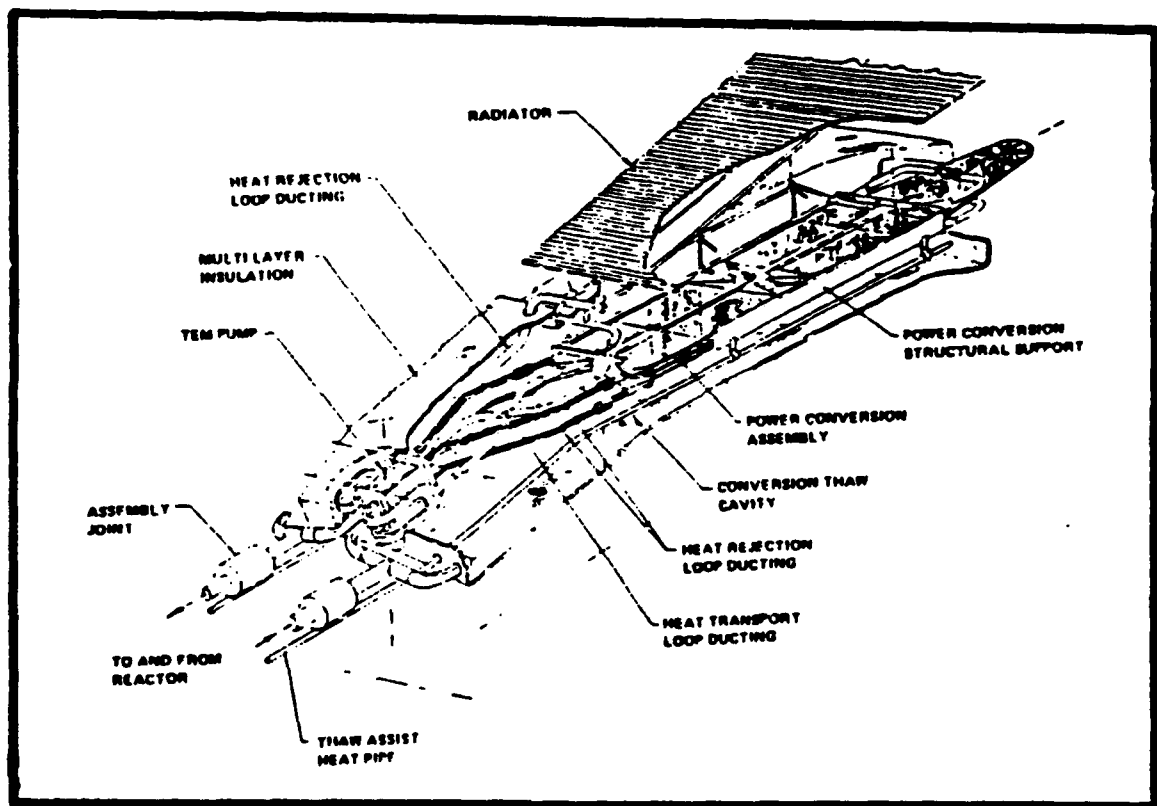 RADIATOR
HEAT REJECTION
LOOP DUCTING
MULTI LAYER
INSULATION
TEM PUMP
POWER CONVERSION
STRUCTURAL SUPPORT
POWER CONVERSION
ASSEMBLY
CONVERSION THAW
CAVITY
ASSEMBLY
JOINT
HEAT REJECTION
LOOP DUCTING
HEAT TRANSPORT
LOOP DUCTING
TO AND FROM
REACTOR
THAW ASSIST
HEAT PIPE